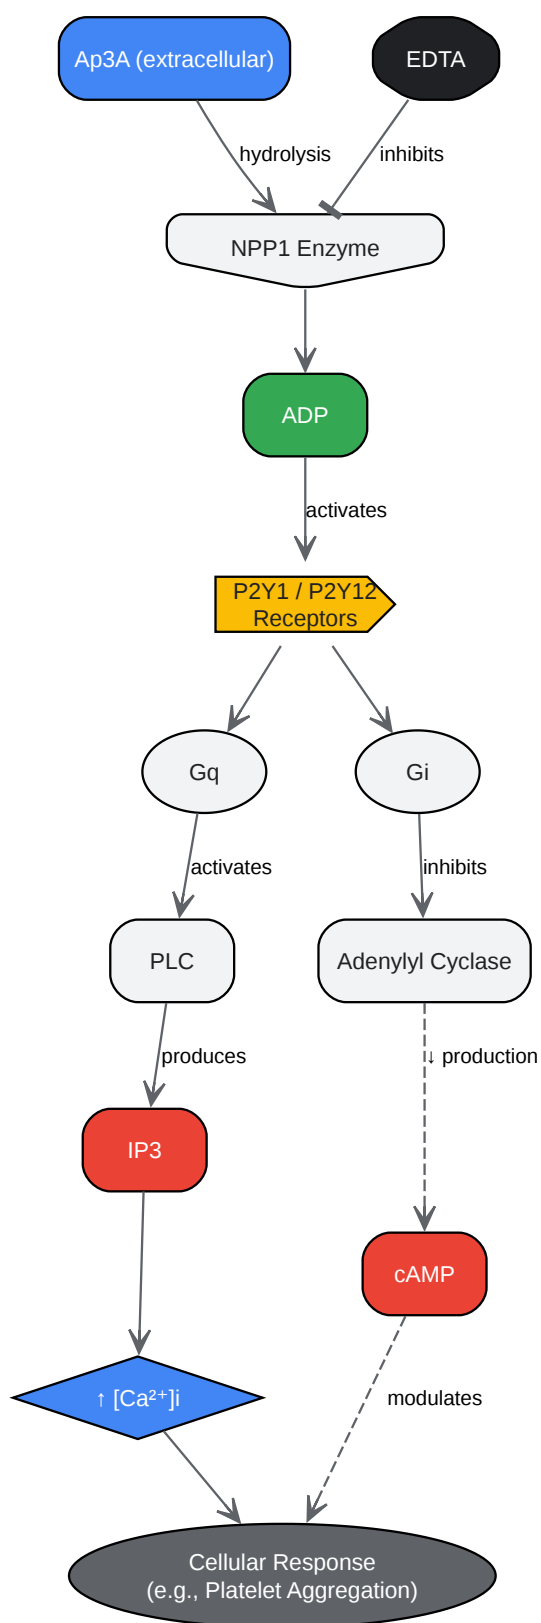 Ap3A (extracellular)
EDTA
hydrolysis
inhibits
NPP1 Enzyme
ADP
activates
P2Y1 / P2Y12
Receptors
Gq
Gi
activates
inhibits
PLC
Adenylyl Cyclase
produces
↓ production
IP3
cAMP
↑ [Ca²⁺]i
modulates
Cellular Response
(e.g., Platelet Aggregation)